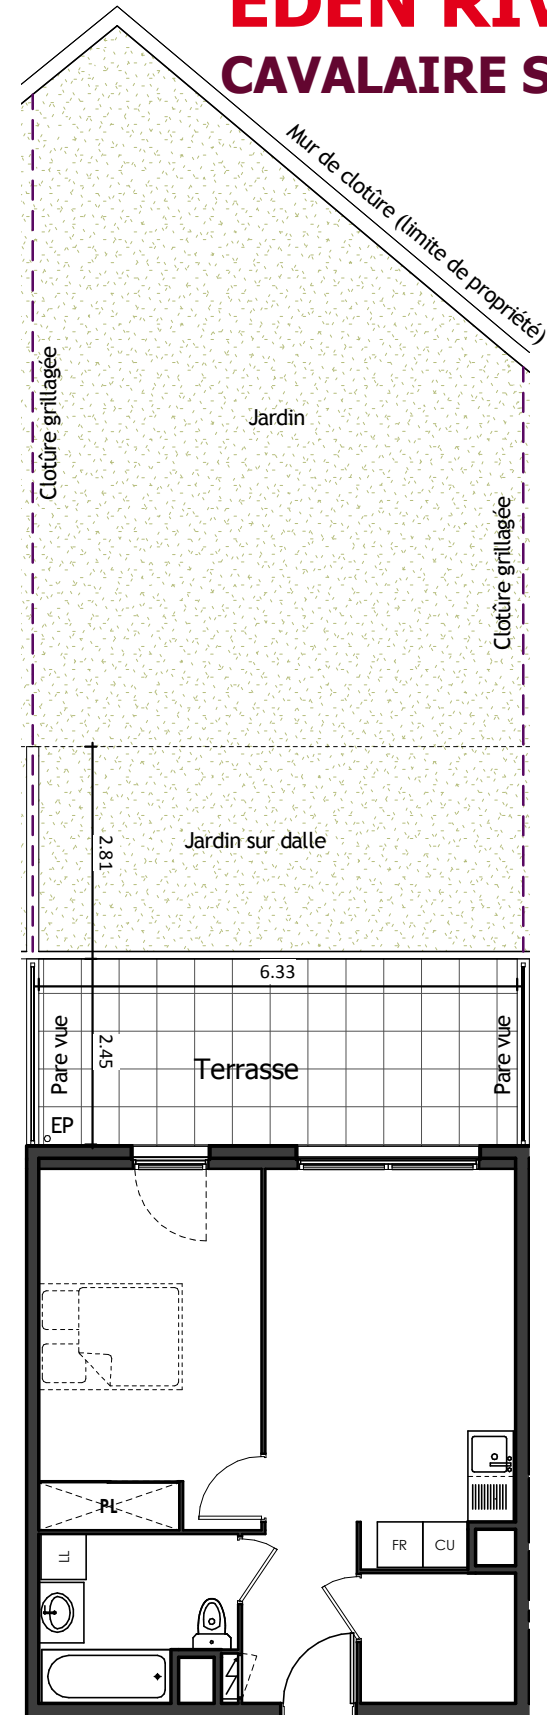 EDEN RIV
CAVALAIRE S
Mur de clotûre (limite de propriété)
Clotûre grillagée
Jardin
Clotûre grillagée
2.81
Jardin sur dalle
6.33
Pare vue
2.45
Terrasse
Pare vue
EP
PL
LL
FR
CU